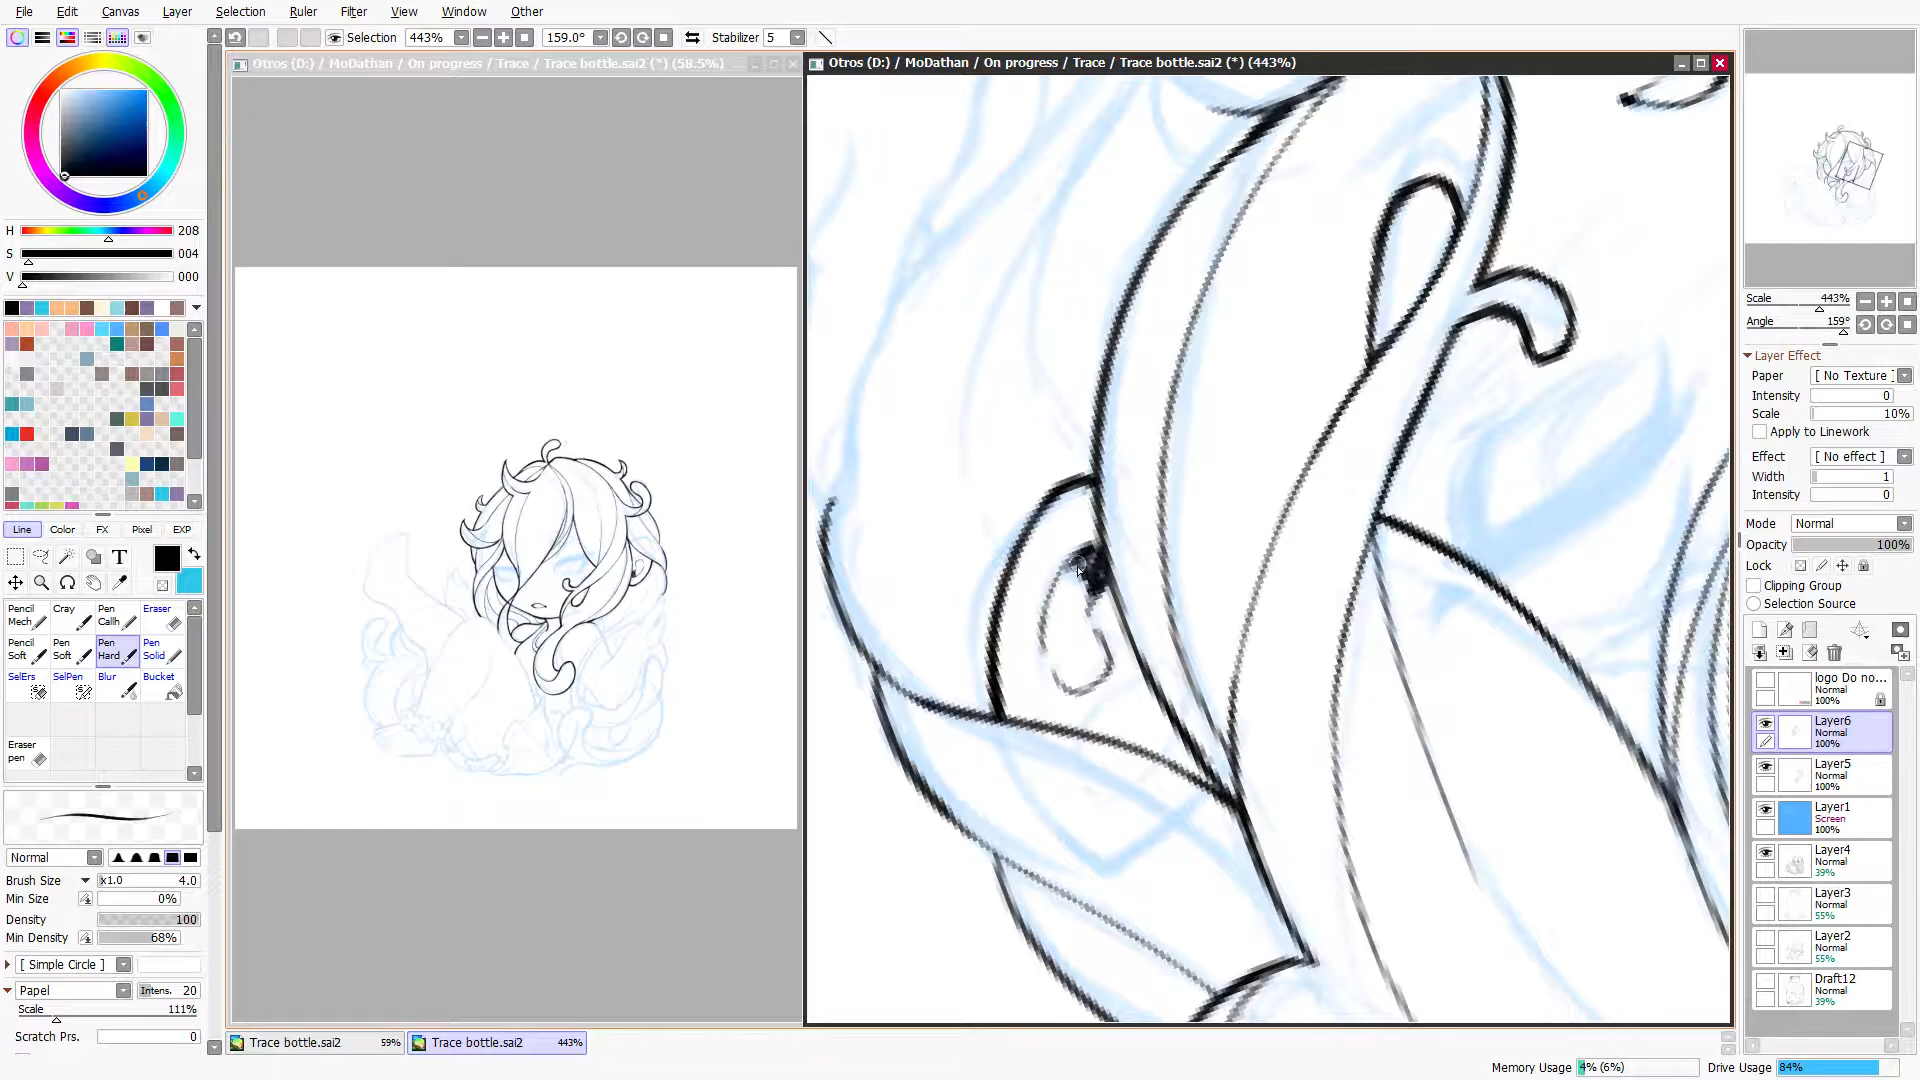 File Edit Canvas Layer Selection Ruler Filter View Window Other
Selection 443% 159.0° Stabilizer 5
Otros (D:) / MoDathan / On progress / Trace / Trace bottle.sai2 (*) (58.5%)
Otros (D:) / MoDathan / On progress / Trace / Trace bottle.sai2 (*) (443%)
H 208
S 004
V 000
Line Color FX Pixel EXP
T
Pencil Mech
Cray
Pen Callh
Eraser
Pencil Soft
Pen Soft
Pen Hard
Pen Solid
SelErs
SelPen
Blur
Bucket
Eraser pen
Normal
Brush Size x1.0 4.0
Min Size 0%
Density 100
Min Density 68%
[ Simple Circle ]
Papel Intens. 20
Scale 111%
Scratch Prs. 0
Trace bottle.sai2 59%
Trace bottle.sai2 443%
Scale 443%
Angle 159°
Layer Effect
Paper [ No Texture ]
Intensity 0
Scale 10%
Apply to Linework
Effect [ No effect ]
Width 1
Intensity 0
Mode Normal
Opacity 100%
Lock
Clipping Group
Selection Source
logo Do no...
Normal
100%
Layer6
Normal
100%
Layer5
Normal
100%
Layer1
Screen
100%
Layer4
Normal
39%
Layer3
Normal
55%
Layer2
Normal
55%
Draft12
Normal
39%
Memory Usage 4% (6%) Drive Usage 84%